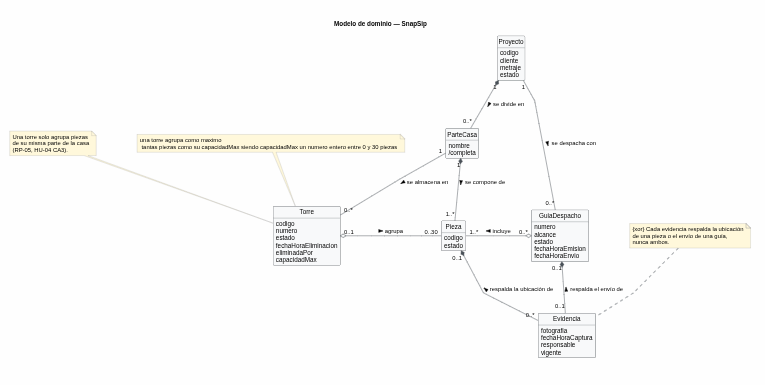 Modelo de dominio — SnapSip
Proyecto
codigo
cliente
metraje
estado
1
1
se divide en
0..*
ParteCasa
nombre
/completa
se despacha con
Una torre solo agrupa piezas
de su misma parte de la casa
(RP-05, HU-04 CA3).
una torre agrupa como maximo
tantas piezas como su capacidadMax siendo capacidadMax un numero entero entre 0 y 30 piezas
1
1
se almacena en
se compone de
0..*
1..*
0..*
Torre
codigo
numero
estado
fechaHoraEliminacion
eliminadaPor
capacidadMax
0..1
agrupa
0..30
Pieza
codigo
estado
1..*
incluye
0..*
GuiaDespacho
numero
alcance
estado
fechaHoraEmision
fechaHoraEnvio
{xor} Cada evidencia respalda la ubicación
de una pieza o el envío de una guía,
nunca ambos.
0..1
0..1
respalda la ubicación de
respalda el envío de
0..*
0..1
Evidencia
fotografia
fechaHoraCaptura
responsable
vigente